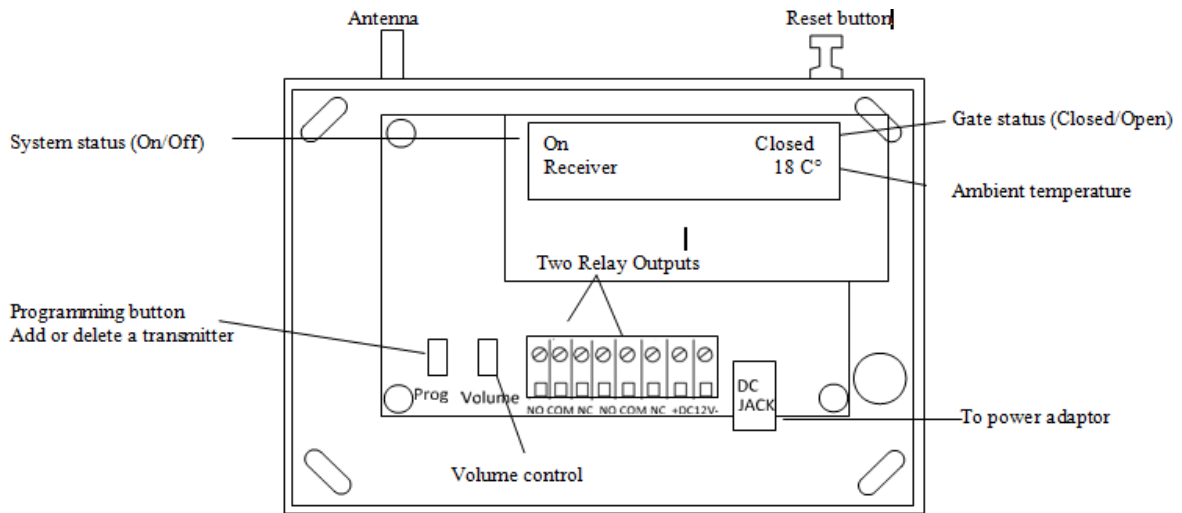 Antenna
Reset button
System status (On/Off)
Gate status (Closed/Open)
On Closed
Receiver 18 C°
Ambient temperature
Two Relay Outputs
Programming button
Add or delete a transmitter
Prog
Volume
NO COM NC NO COM NC +DC12V-
DC
JACK
To power adaptor
Volume control